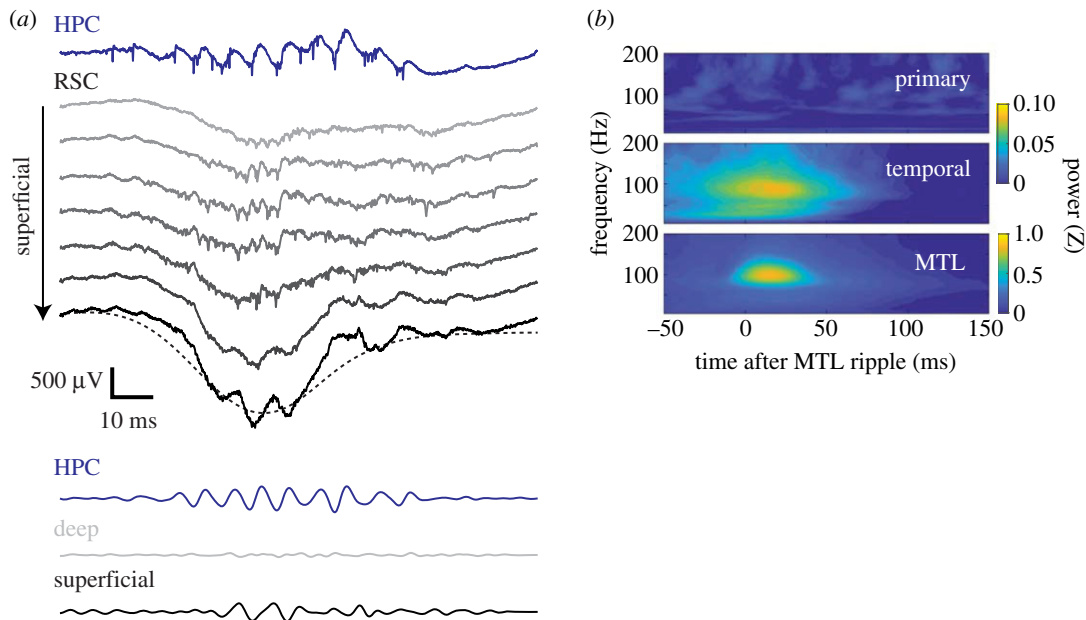 (a)
HPC
RSC
superficial
500 µV
10 ms
HPC
deep
superficial
(b)
200
100
primary
200
100
temporal
200
100
MTL
frequency (Hz)
0.10
0.05
0
1.0
0.5
0
power (Z)
–50 0 50 100 150
time after MTL ripple (ms)